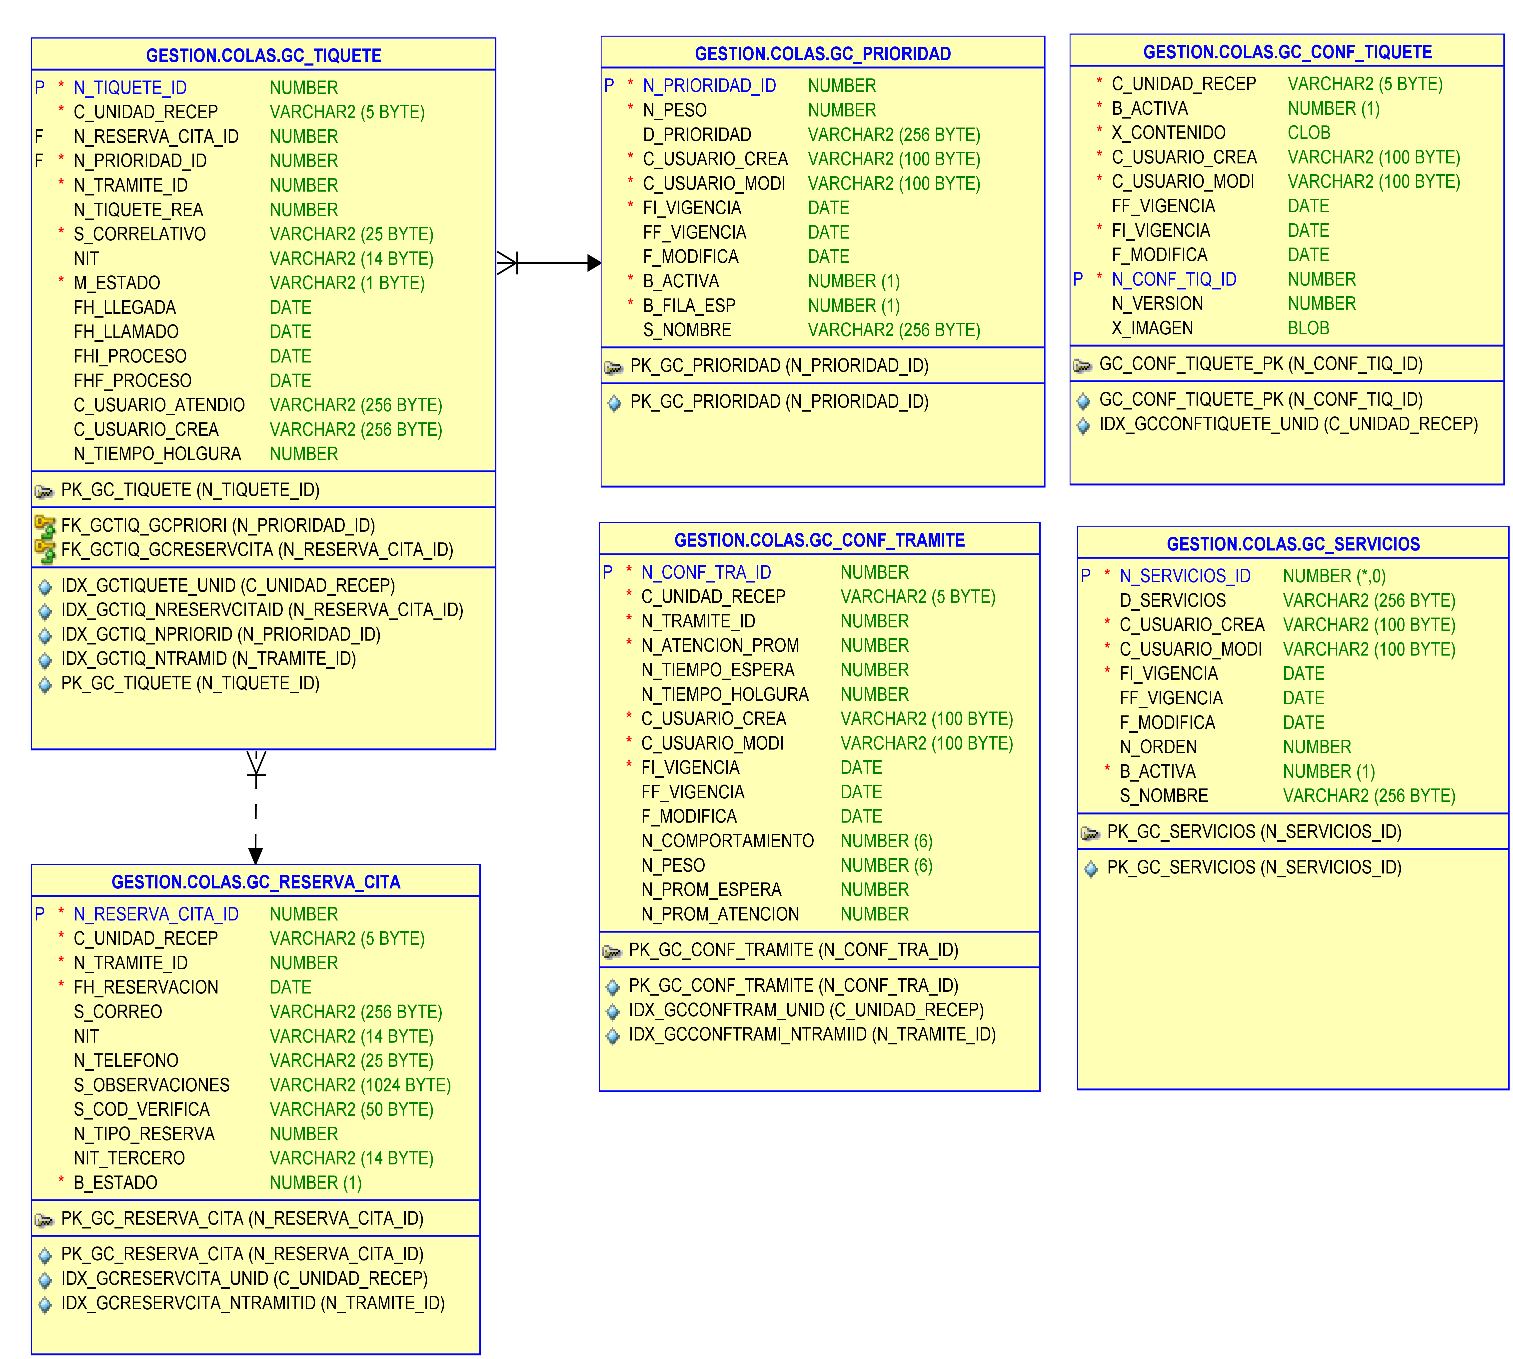 GESTION.COLAS.GC_TIQUETE
P * N_TIQUETE_ID NUMBER
* C_UNIDAD_RECEP VARCHAR2 (5 BYTE)
F N_RESERVA_CITA_ID NUMBER
F * N_PRIORIDAD_ID NUMBER
* N_TRAMITE_ID NUMBER
N_TIQUETE_REA NUMBER
* S_CORRELATIVO VARCHAR2 (25 BYTE)
NIT VARCHAR2 (14 BYTE)
* M_ESTADO VARCHAR2 (1 BYTE)
FH_LLEGADA DATE
FH_LLAMADO DATE
FHI_PROCESO DATE
FHF_PROCESO DATE
C_USUARIO_ATENDIO VARCHAR2 (256 BYTE)
C_USUARIO_CREA VARCHAR2 (256 BYTE)
N_TIEMPO_HOLGURA NUMBER
PK_GC_TIQUETE (N_TIQUETE_ID)
FK_GCTIQ_GCPRIORI (N_PRIORIDAD_ID)
FK_GCTIQ_GCRESERVCITA (N_RESERVA_CITA_ID)
IDX_GCTIQUETE_UNID (C_UNIDAD_RECEP)
IDX_GCTIQ_NRESERVCITAID (N_RESERVA_CITA_ID)
IDX_GCTIQ_NPRIORID (N_PRIORIDAD_ID)
IDX_GCTIQ_NTRAMID (N_TRAMITE_ID)
PK_GC_TIQUETE (N_TIQUETE_ID)
GESTION.COLAS.GC_PRIORIDAD
P * N_PRIORIDAD_ID NUMBER
* N_PESO NUMBER
D_PRIORIDAD VARCHAR2 (256 BYTE)
* C_USUARIO_CREA VARCHAR2 (100 BYTE)
* C_USUARIO_MODI VARCHAR2 (100 BYTE)
* FI_VIGENCIA DATE
FF_VIGENCIA DATE
F_MODIFICA DATE
* B_ACTIVA NUMBER (1)
* B_FILA_ESP NUMBER (1)
S_NOMBRE VARCHAR2 (256 BYTE)
PK_GC_PRIORIDAD (N_PRIORIDAD_ID)
PK_GC_PRIORIDAD (N_PRIORIDAD_ID)
GESTION.COLAS.GC_CONF_TIQUETE
* C_UNIDAD_RECEP VARCHAR2 (5 BYTE)
* B_ACTIVA NUMBER (1)
* X_CONTENIDO CLOB
* C_USUARIO_CREA VARCHAR2 (100 BYTE)
* C_USUARIO_MODI VARCHAR2 (100 BYTE)
FF_VIGENCIA DATE
* FI_VIGENCIA DATE
F_MODIFICA DATE
P * N_CONF_TIQ_ID NUMBER
N_VERSION NUMBER
X_IMAGEN BLOB
GC_CONF_TIQUETE_PK (N_CONF_TIQ_ID)
GC_CONF_TIQUETE_PK (N_CONF_TIQ_ID)
IDX_GCCONFTIQUETE_UNID (C_UNIDAD_RECEP)
GESTION.COLAS.GC_CONF_TRAMITE
P * N_CONF_TRA_ID NUMBER
* C_UNIDAD_RECEP VARCHAR2 (5 BYTE)
* N_TRAMITE_ID NUMBER
* N_ATENCION_PROM NUMBER
N_TIEMPO_ESPERA NUMBER
N_TIEMPO_HOLGURA NUMBER
* C_USUARIO_CREA VARCHAR2 (100 BYTE)
* C_USUARIO_MODI VARCHAR2 (100 BYTE)
* FI_VIGENCIA DATE
FF_VIGENCIA DATE
F_MODIFICA DATE
N_COMPORTAMIENTO NUMBER (6)
N_PESO NUMBER (6)
N_PROM_ESPERA NUMBER
N_PROM_ATENCION NUMBER
PK_GC_CONF_TRAMITE (N_CONF_TRA_ID)
PK_GC_CONF_TRAMITE (N_CONF_TRA_ID)
IDX_GCCONFTRAM_UNID (C_UNIDAD_RECEP)
IDX_GCCONFTRAMI_NTRAMIID (N_TRAMITE_ID)
GESTION.COLAS.GC_SERVICIOS
P * N_SERVICIOS_ID NUMBER (*,0)
D_SERVICIOS VARCHAR2 (256 BYTE)
* C_USUARIO_CREA VARCHAR2 (100 BYTE)
* C_USUARIO_MODI VARCHAR2 (100 BYTE)
* FI_VIGENCIA DATE
FF_VIGENCIA DATE
F_MODIFICA DATE
N_ORDEN NUMBER
* B_ACTIVA NUMBER (1)
S_NOMBRE VARCHAR2 (256 BYTE)
PK_GC_SERVICIOS (N_SERVICIOS_ID)
PK_GC_SERVICIOS (N_SERVICIOS_ID)
GESTION.COLAS.GC_RESERVA_CITA
P * N_RESERVA_CITA_ID NUMBER
* C_UNIDAD_RECEP VARCHAR2 (5 BYTE)
* N_TRAMITE_ID NUMBER
* FH_RESERVACION DATE
S_CORREO VARCHAR2 (256 BYTE)
NIT VARCHAR2 (14 BYTE)
N_TELEFONO VARCHAR2 (25 BYTE)
S_OBSERVACIONES VARCHAR2 (1024 BYTE)
S_COD_VERIFICA VARCHAR2 (50 BYTE)
N_TIPO_RESERVA NUMBER
NIT_TERCERO VARCHAR2 (14 BYTE)
* B_ESTADO NUMBER (1)
PK_GC_RESERVA_CITA (N_RESERVA_CITA_ID)
PK_GC_RESERVA_CITA (N_RESERVA_CITA_ID)
IDX_GCRESERVCITA_UNID (C_UNIDAD_RECEP)
IDX_GCRESERVCITA_NTRAMITID (N_TRAMITE_ID)